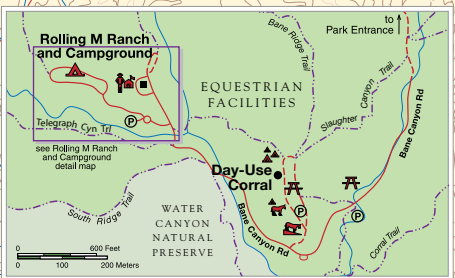 to
Park Entrance
Bane Ridge Trail
Rolling M Ranch
and Campground
EQUESTRIAN
FACILITIES
Slaughter Canyon Trail
Bane Canyon Rd
P
Telegraph Cyn Trl
see Rolling M Ranch
and Campground
detail map
Day-Use
Corral
South Ridge Trail
WATER
CANYON
NATURAL
PRESERVE
Bane Canyon Rd
P
P
Corral Trail
0 600 Feet
0 100 200 Meters